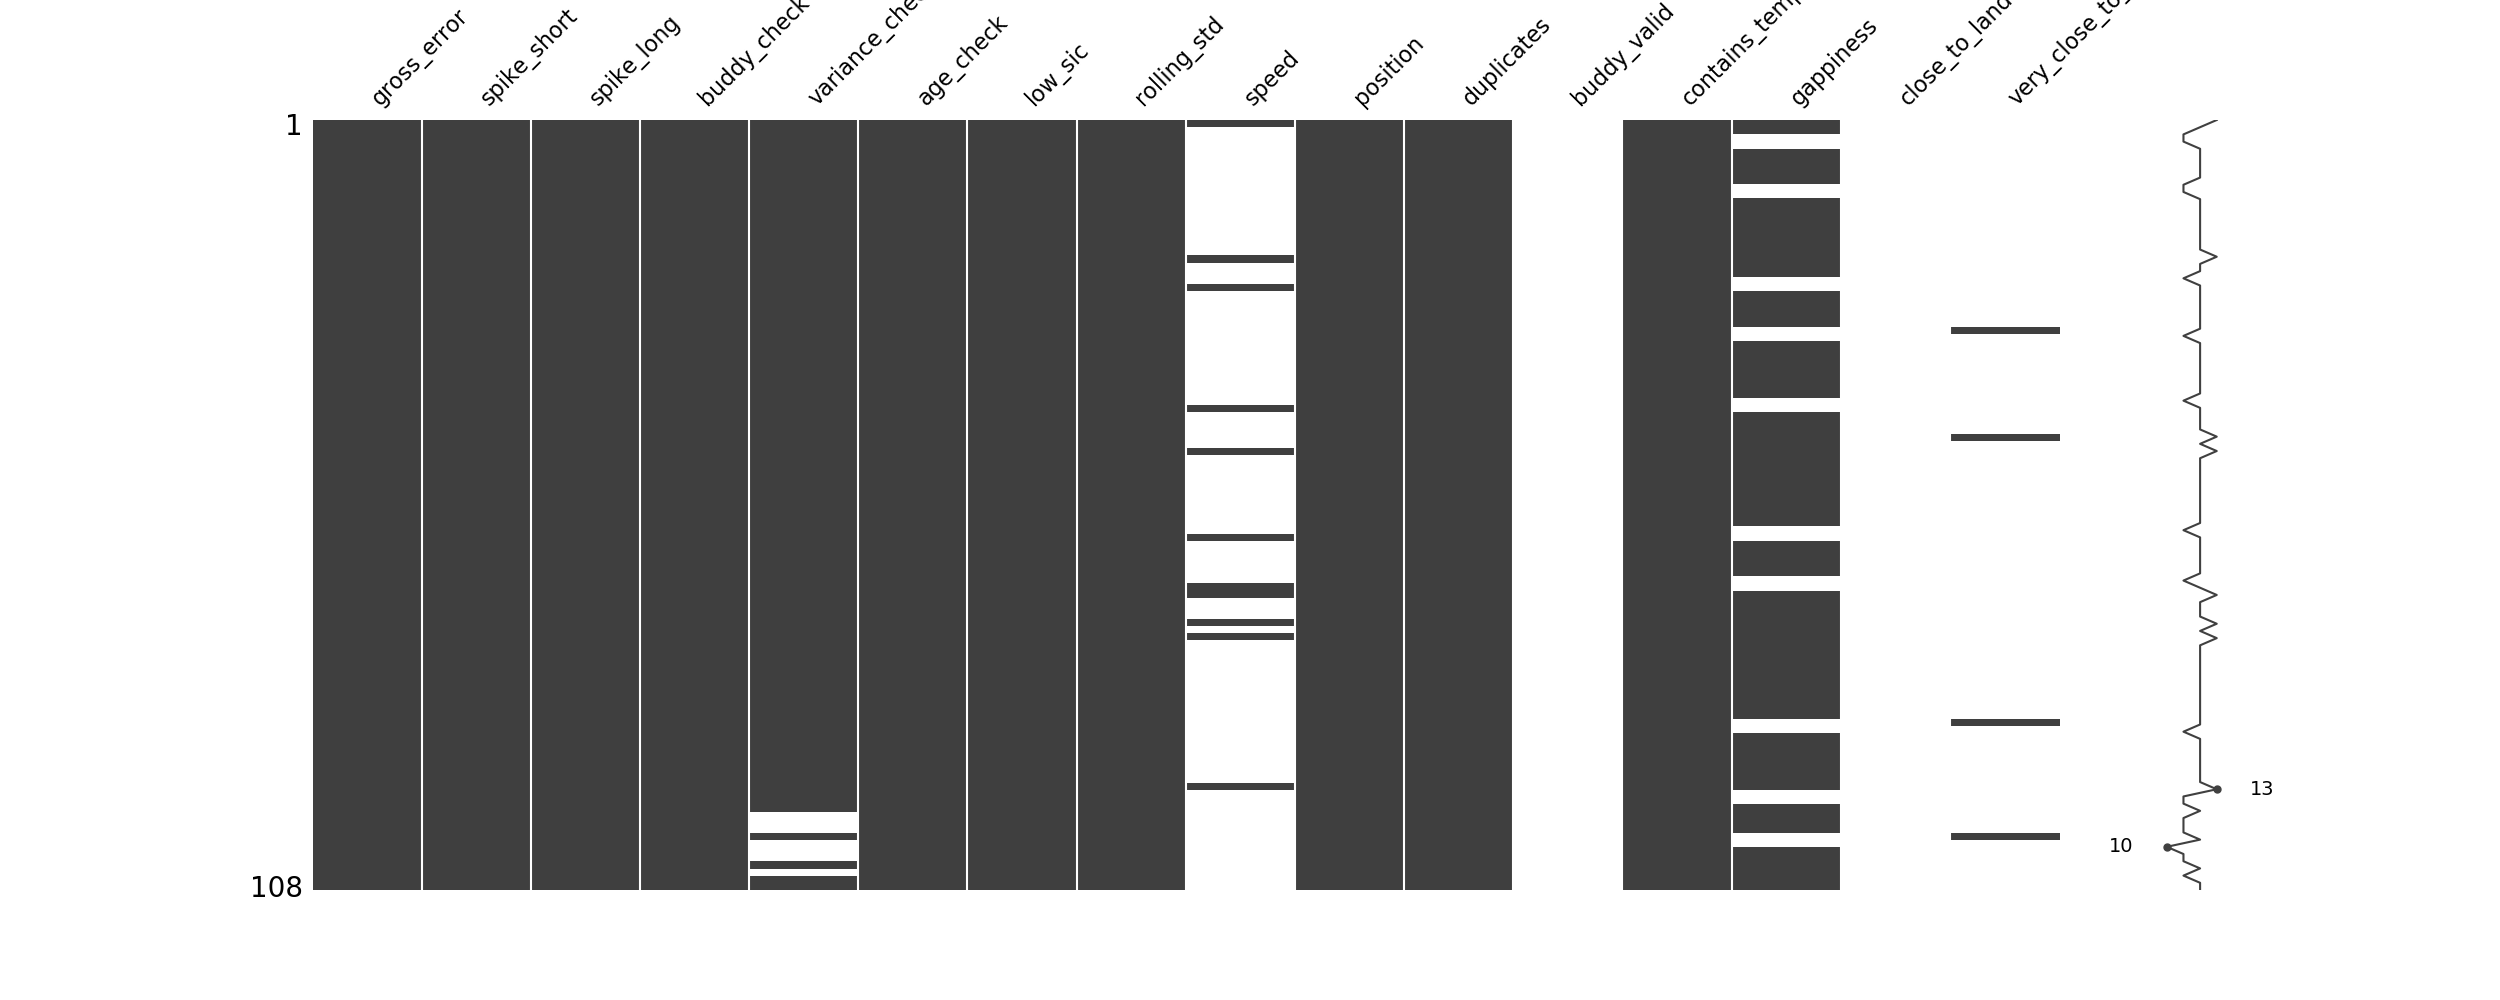 gross_error
spike_short
spike_long
buddy_check
variance_che
age_check
low_sic
rolling_std
speed
position
duplicates
buddy_valid
contains_temp
gappiness
close_to_land
very_close_to_
1
13
10
108